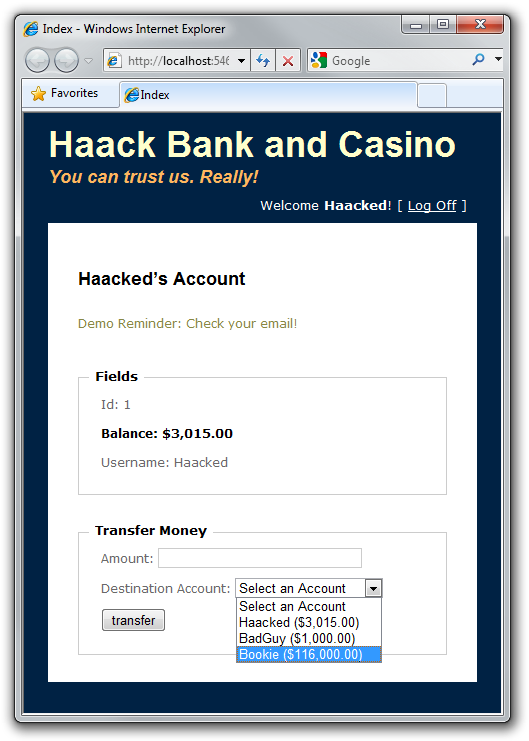 Index - Windows Internet Explorer
http://localhost:546
Google
Favorites
Index
Haack Bank and Casino
You can trust us. Really!
Welcome Haacked! [ Log Off ]
Haacked's Account
Demo Reminder: Check your email!
Fields
Id: 1
Balance: $3,015.00
Username: Haacked
Transfer Money
Amount:
Destination Account: Select an Account
Select an Account
Haacked ($3,015.00)
BadGuy ($1,000.00)
Bookie ($116,000.00)
transfer